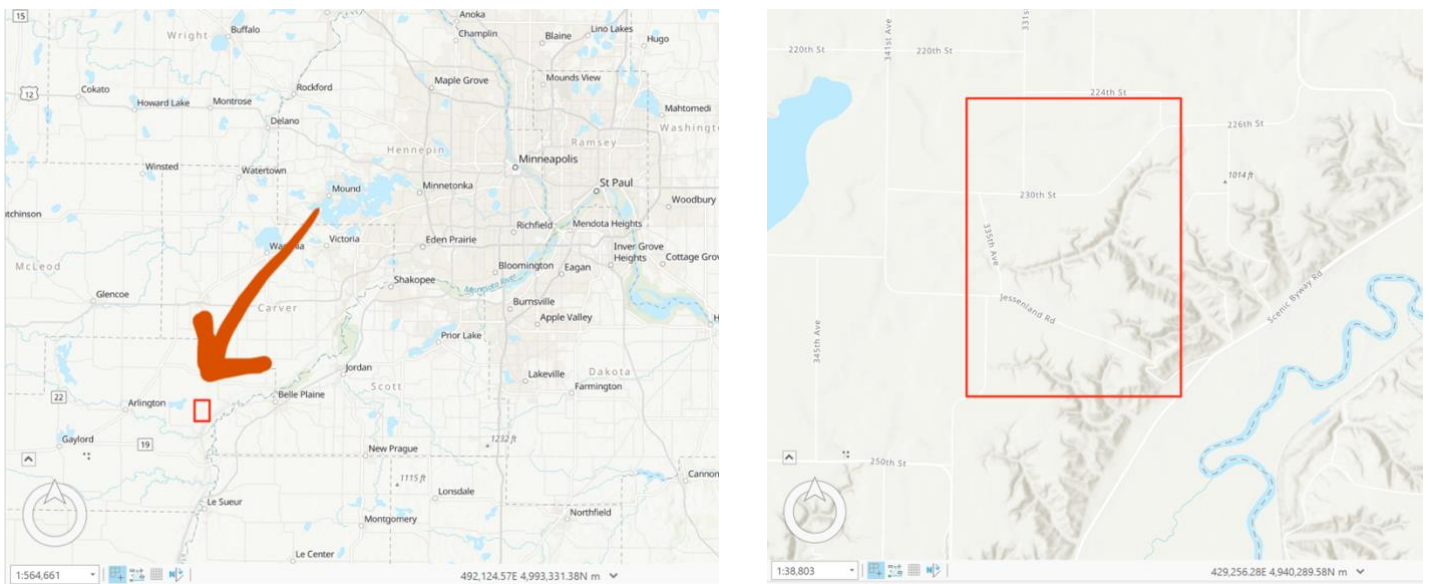 15
Anoka
Champlin
Lino Lakes
Buffalo
Wright
Blaine
Hugo
Maple Grove
Mounds View
12
Cokato
Rockford
Howard Lake
Montrose
Mahtomedi
Delano
Washingt
Ramsey
Hennepin
Minneapolis
Winsted
Watertown
Mound
Minnetonka
St Paul
Woodbury
tchinson
Richfield
Mendota Heights
Victoria
Eden Prairie
Inver Grove
Heights
Cottage Grov
McLeod
Bloomington
Eagan
Shakopee
Minnesota River
Glencoe
Carver
Burnsville
Apple Valley
H
Prior Lake
Jordan
Lakeville
Dakota
Scott
Farmington
22
Arlington
Belle Plaine
Gaylord
19
1232 ft
New Prague
1115 ft
Cannon
Lonsdale
Le Sueur
Montgomery
Northfield
Le Center
1:564,661
492,124.57E 4,993,331.38N m
331s
341st Ave
220th St
220th St
224th St
226th St
1014 ft
230th St
335th Ave
Jessenland Rd
Scenic Byway Rd
345th Ave
250th St
1:38,803
429,256.28E 4,940,289.58N m